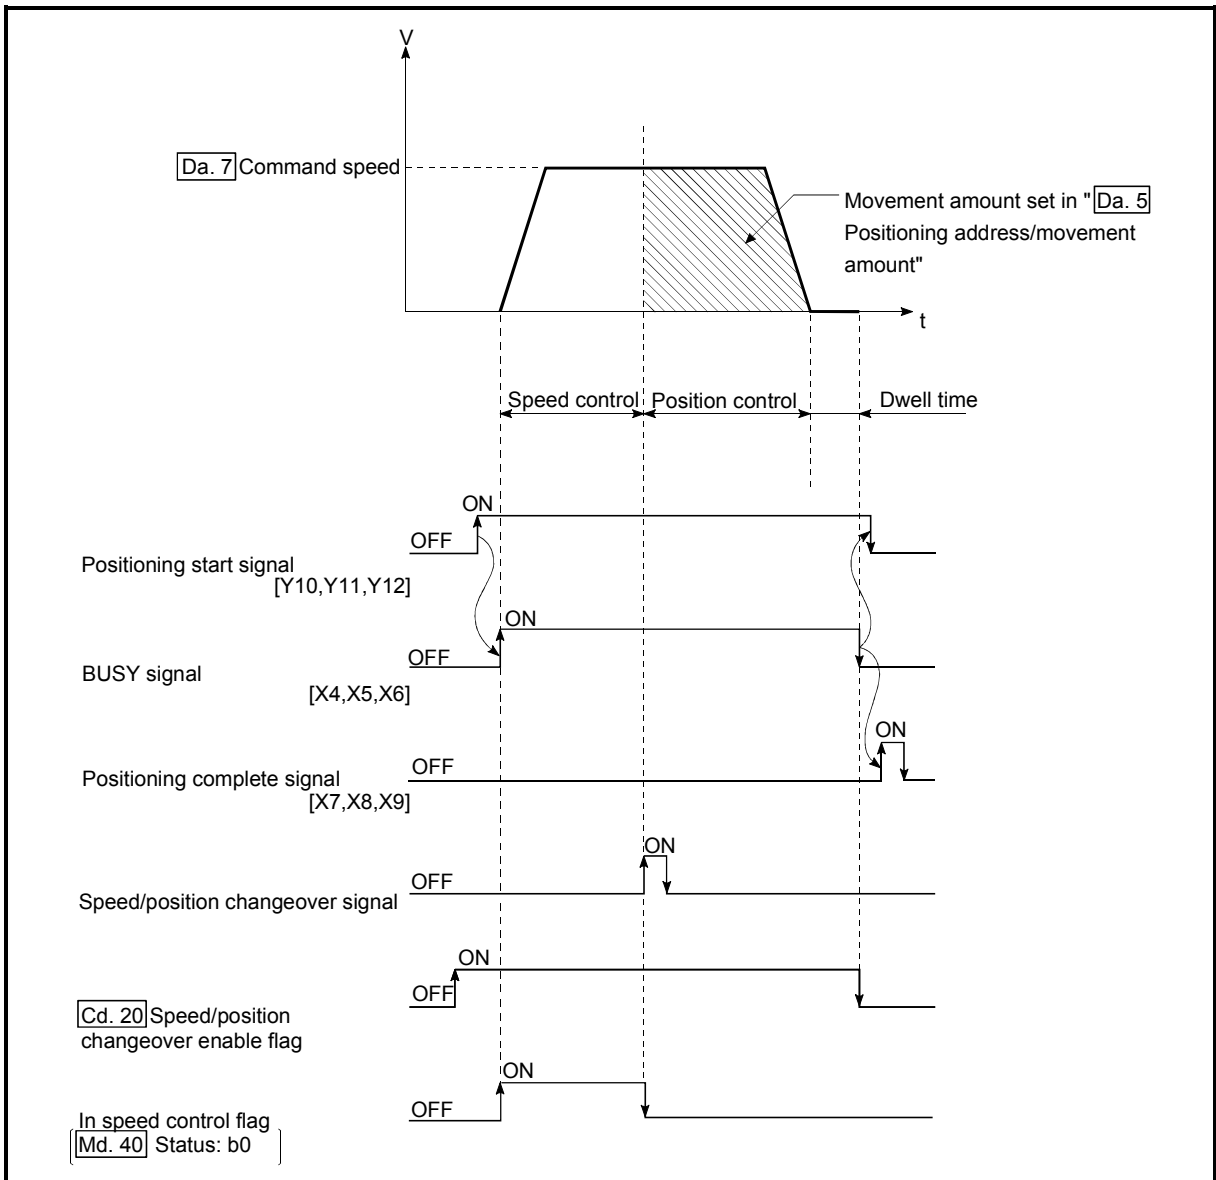 V
Da. 7 Command speed
Movement amount set in " Da. 5
Positioning address/movement
amount"
t
Speed control Position control Dwell time
ON
OFF
Positioning start signal
[Y10,Y11,Y12]
ON
OFF
BUSY signal
[X4,X5,X6]
ON
OFF
Positioning complete signal
[X7,X8,X9]
ON
OFF
Speed/position changeover signal
ON
OFF
Cd. 20 Speed/position
changeover enable flag
ON
OFF
In speed control flag
Md. 40 Status: b0